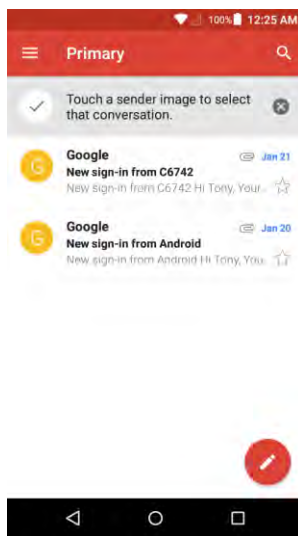 100% 12:25 AM
Primary
Touch a sender image to select
that conversation.
G
Google Jan 21
New sign-in from C6742
New sign-in from C6742 Hi Tony, Your..
G
Google Jan 20
New sign-in from Android
New sign-in from Android Hi Tony, You..